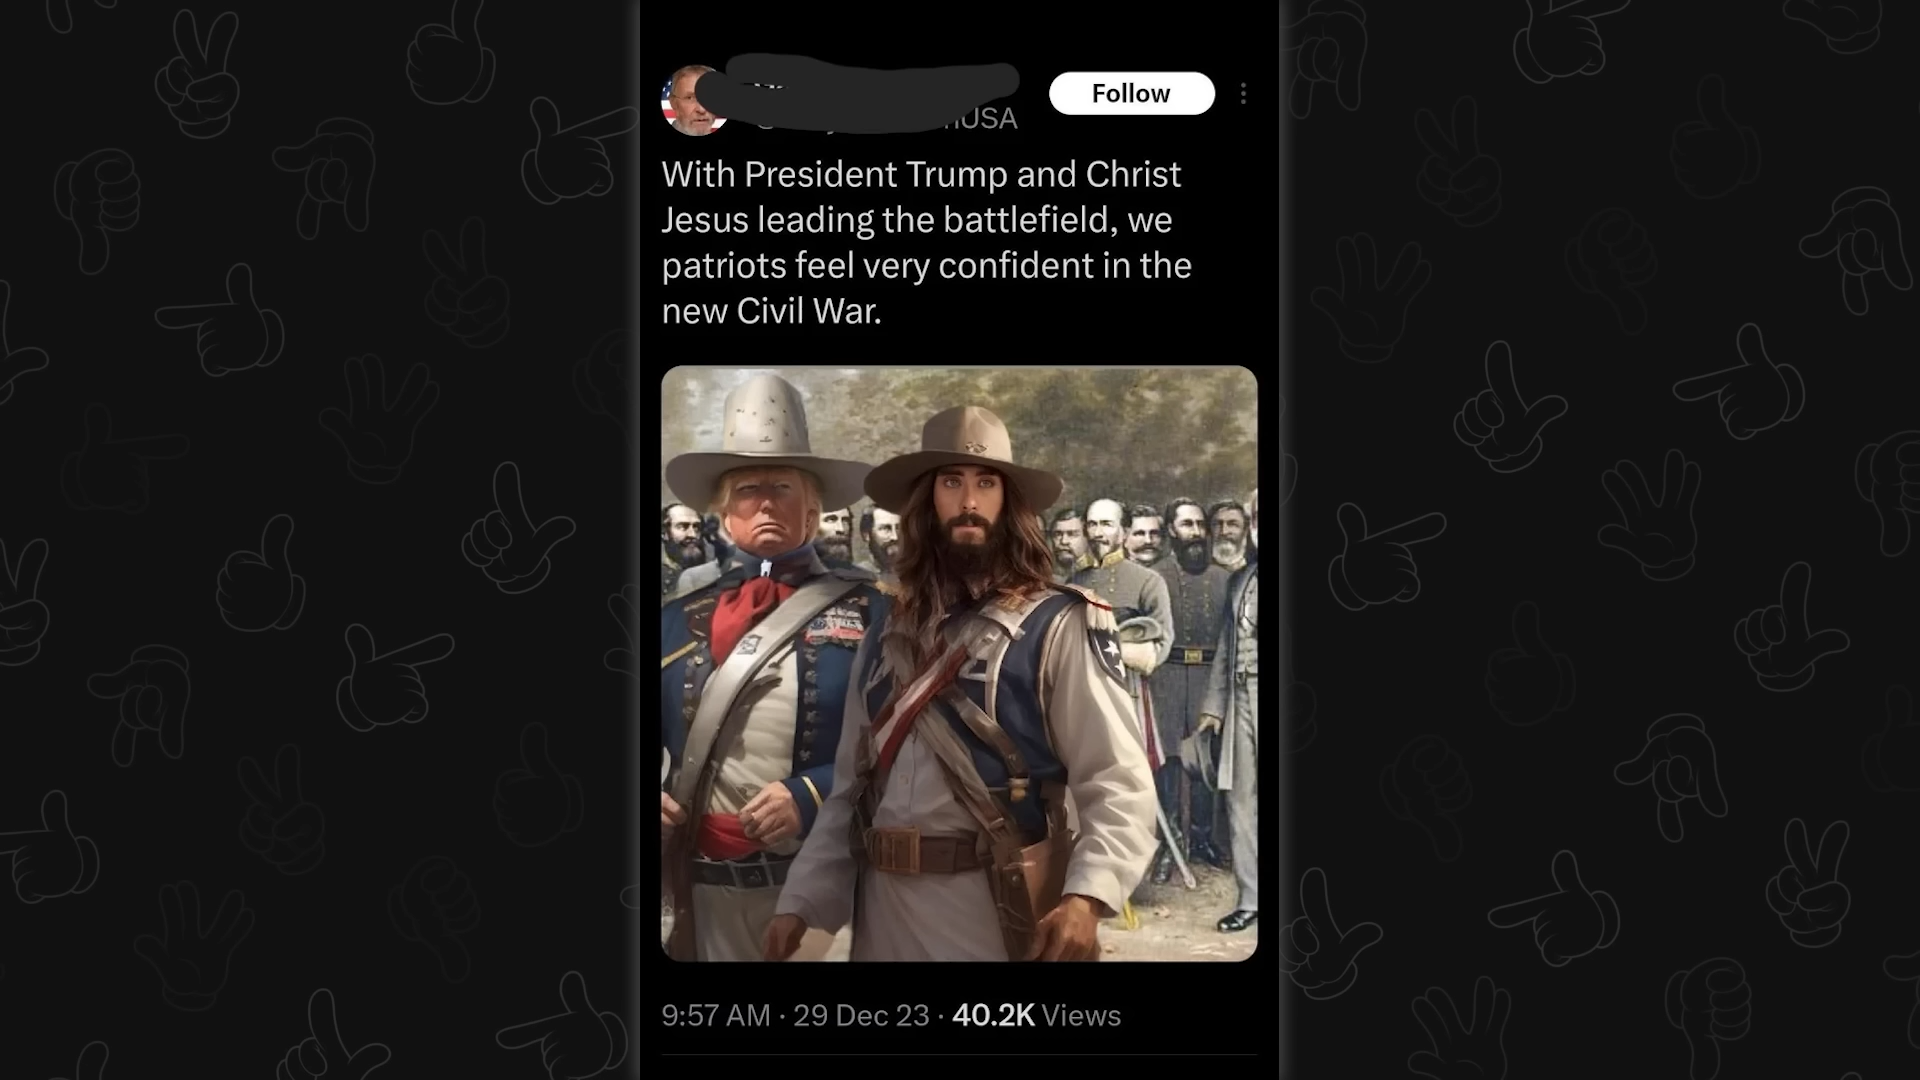 USA
Follow
With President Trump and Christ
Jesus leading the battlefield, we
patriots feel very confident in the
new Civil War.
9:57 AM · 29 Dec 23 · 40.2K Views